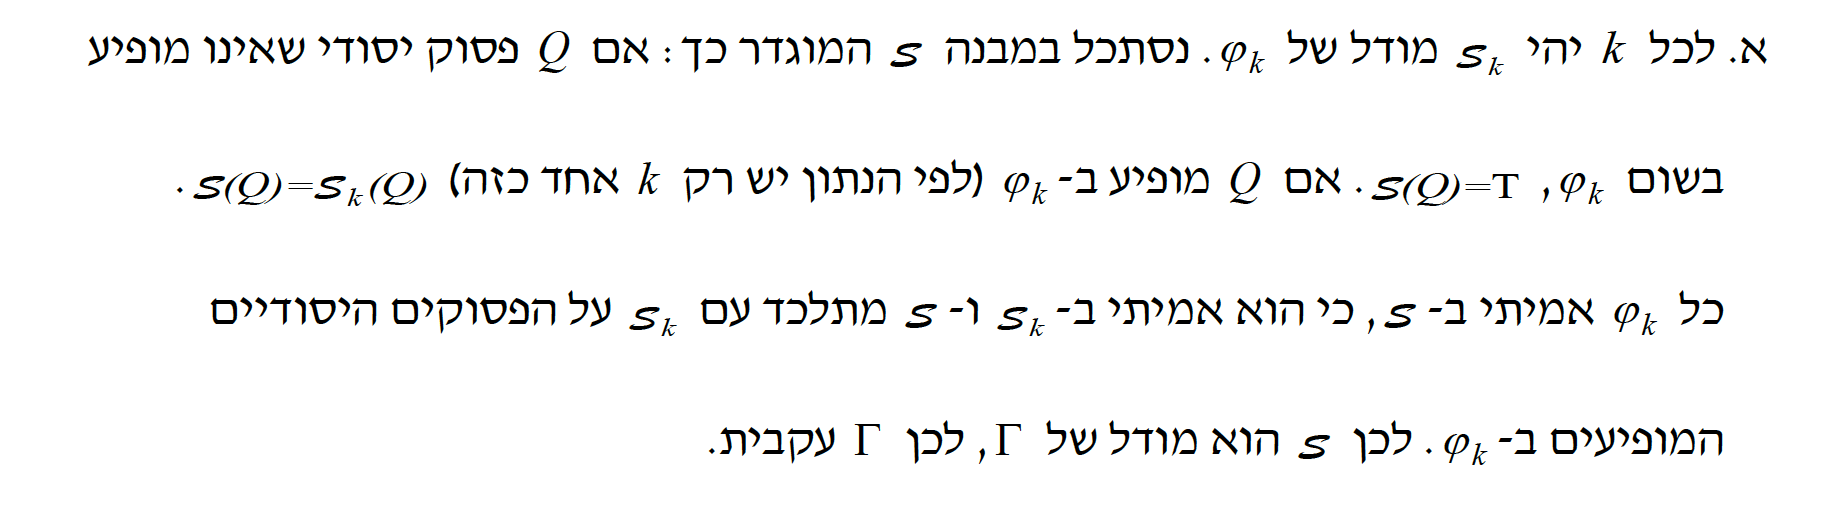 א. לכל k יהי s_k מודל של φ_k. נסתכל במבנה s המוגדר כך: אם Q פסוק יסודי שאינו מופיע
בשום φ_k, s(Q)=T. אם Q מופיע ב-φ_k (לפי הנתון יש רק k אחד כזה) s(Q)=s_k(Q).
כל φ_k אמיתי ב-s, כי הוא אמיתי ב-s_k ו-s מתלכד עם s_k על הפסוקים היסודיים
המופיעים ב-φ_k. לכן s הוא מודל של Γ, לכן Γ עקבית.